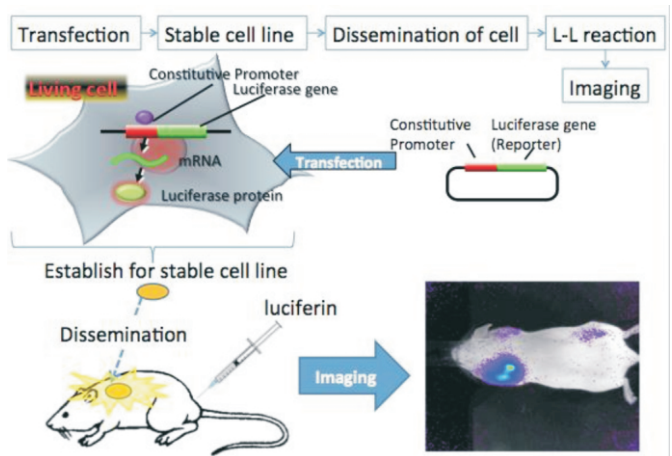 Transfection
Stable cell line
Dissemination of cell
L-L reaction
Imaging
Living cell
Constitutive Promoter
Luciferase gene
mRNA
Luciferase protein
Transfection
Constitutive
Promoter
Luciferase gene
(Reporter)
Establish for stable cell line
Dissemination
luciferin
Imaging